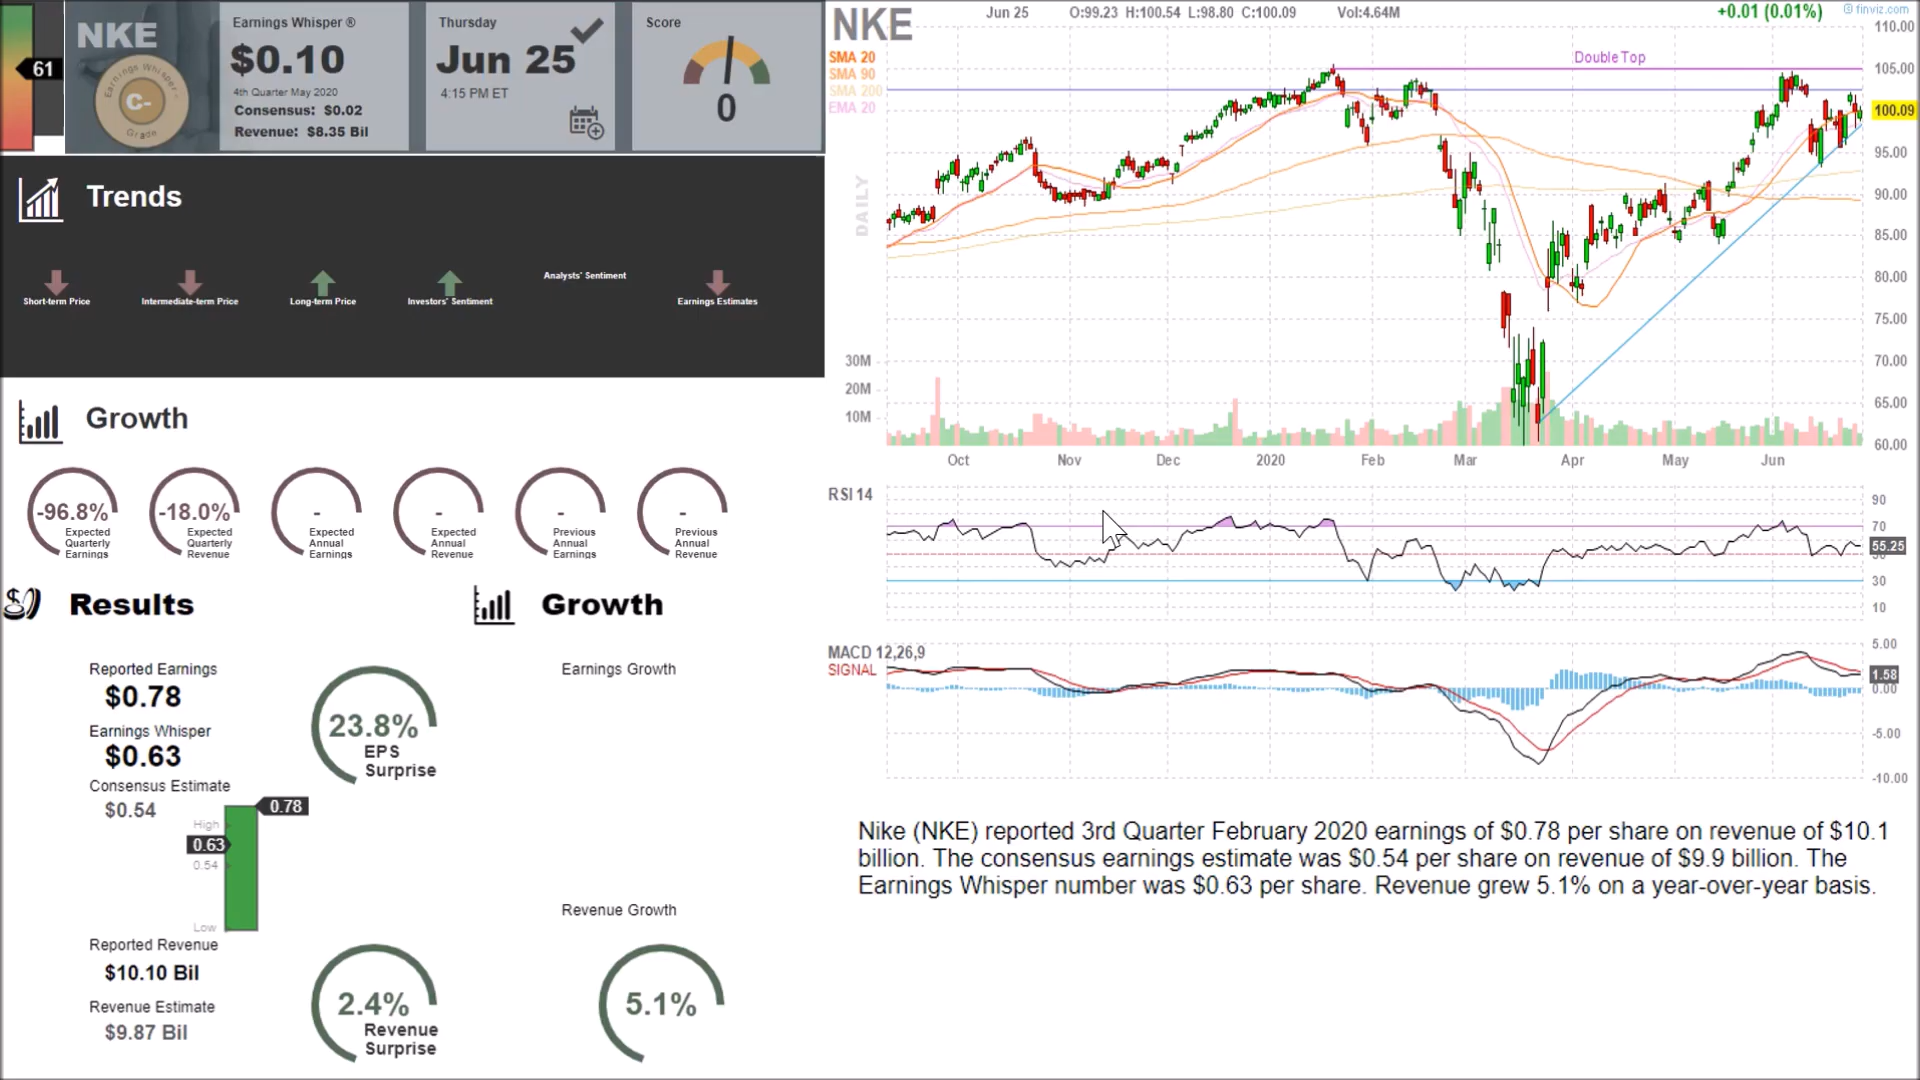 61
NKE
Earnings Whisper
C-
Grade
Earnings Whisper ®
$0.10
4th Quarter May 2020
Consensus: $0.02
Revenue: $8.35 Bil
Thursday
Jun 25
4:15 PM ET
Score
0
Trends
Short-term Price
Intermediate-term Price
Long-term Price
Investors' Sentiment
Analysts' Sentiment
Earnings Estimates
Growth
-96.8%
Expected
Quarterly
Earnings
-18.0%
Expected
Quarterly
Revenue
-
Expected
Annual
Earnings
-
Expected
Annual
Revenue
-
Previous
Annual
Earnings
-
Previous
Annual
Revenue
Results
Reported Earnings
$0.78
Earnings Whisper
$0.63
Consensus Estimate
$0.54
23.8%
EPS
Surprise
0.78
High
0.63
0.54
Low
Reported Revenue
$10.10 Bil
Revenue Estimate
$9.87 Bil
2.4%
Revenue
Surprise
Growth
Earnings Growth
Revenue Growth
5.1%
NKE
Jun 25 O:99.23 H:100.54 L:98.80 C:100.09 Vol:4.64M +0.01 (0.01%)
© finviz.com
SMA 20
SMA 90
SMA 200
EMA 20
DAILY
Double Top
110.00
105.00
100.09
95.00
90.00
85.00
80.00
75.00
70.00
65.00
60.00
30M
20M
10M
Oct Nov Dec 2020 Feb Mar Apr May Jun
RSI 14
90
70
55.25
30
10
MACD 12,26,9
SIGNAL
5.00
1.58
0.00
-5.00
-10.00
Nike (NKE) reported 3rd Quarter February 2020 earnings of $0.78 per share on revenue of $10.1
billion. The consensus earnings estimate was $0.54 per share on revenue of $9.9 billion. The
Earnings Whisper number was $0.63 per share. Revenue grew 5.1% on a year-over-year basis.